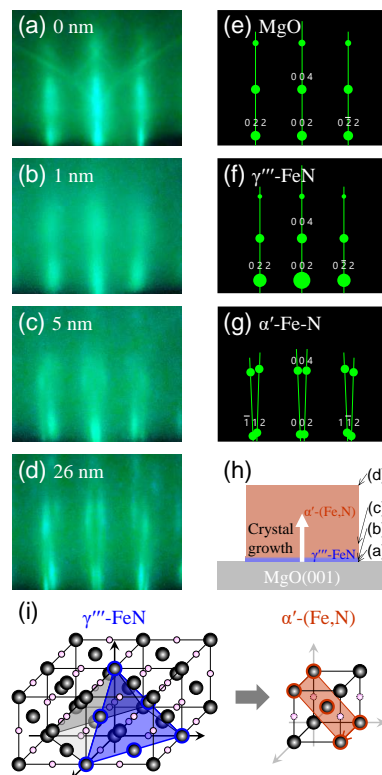 (a) 0 nm
(e) MgO
0 0 4
0 2 2 0 0 2 0 2̅ 2
(b) 1 nm
(f) γ‴-FeN
0 0 4
0 2 2 0 0 2 0 2̅ 2
(c) 5 nm
(g) α′-Fe-N
0 0 4
1̅ 1 2 0 0 2 1 1̅ 2
(d) 26 nm
(h)
(d)
α′-(Fe,N)
(c)
Crystal
(b)
growth
γ‴-FeN
(a)
MgO(001)
(i) γ‴-FeN α′-(Fe,N)